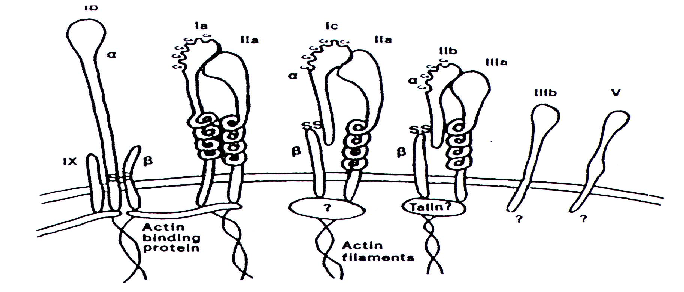 Ib
Ia
IIa
Ic
IIa
IIb
IIIa
IIIb
V
α
α
α
SS
SS
IX
β
β
β
?
Talin?
?
?
Actin
binding
protein
Actin
filaments